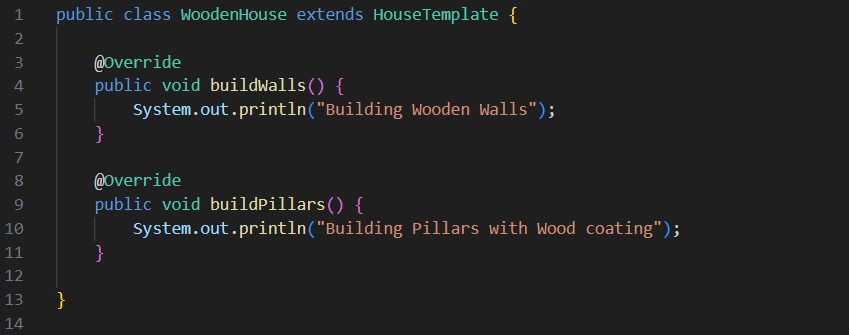 1 public class WoodenHouse extends HouseTemplate {
2
3 @Override
4 public void buildWalls() {
5 System.out.println("Building Wooden Walls");
6 }
7
8 @Override
9 public void buildPillars() {
10 System.out.println("Building Pillars with Wood coating");
11 }
12
13 }
14